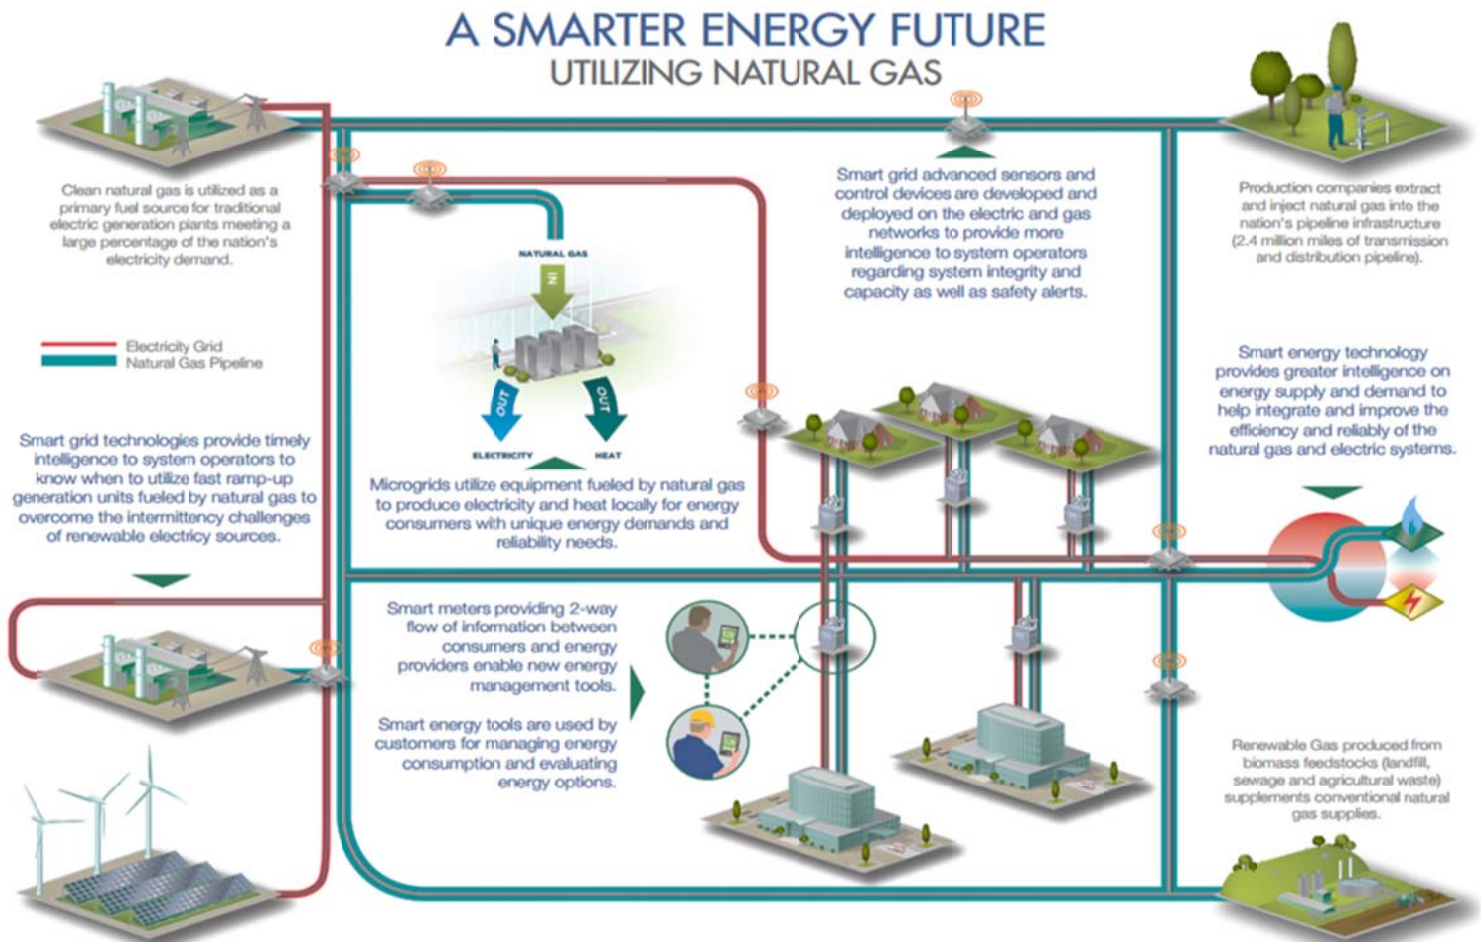 A SMARTER ENERGY FUTURE
UTILIZING NATURAL GAS
Clean natural gas is utilized as a
primary fuel source for traditional
electric generation plants meeting a
large percentage of the nation's
electricity demand.
Smart grid advanced sensors and
control devices are developed and
deployed on the electric and gas
networks to provide more
intelligence to system operators
regarding system integrity and
capacity as well as safety alerts.
Production companies extract
and inject natural gas into the
nation's pipeline infrastructure
(2.4 million miles of transmission
and distribution pipeline).
NATURAL GAS
IN
OUT
OUT
ELECTRICITY
HEAT
Electricity Grid
Natural Gas Pipeline
Microgrids utilize equipment fueled by natural gas
to produce electricity and heat locally for energy
consumers with unique energy demands and
reliability needs.
Smart energy technology
provides greater intelligence on
energy supply and demand to
help integrate and improve the
efficiency and reliably of the
natural gas and electric systems.
Smart grid technologies provide timely
intelligence to system operators to
know when to utilize fast ramp-up
generation units fueled by natural gas to
overcome the intermittency challenges
of renewable electricy sources.
Smart meters providing 2-way
flow of information between
consumers and energy
providers enable new energy
management tools.
Smart energy tools are used by
customers for managing energy
consumption and evaluating
energy options.
Renewable Gas produced from
biomass feedstocks (landfill,
sewage and agricultural waste)
supplements conventional natural
gas supplies.